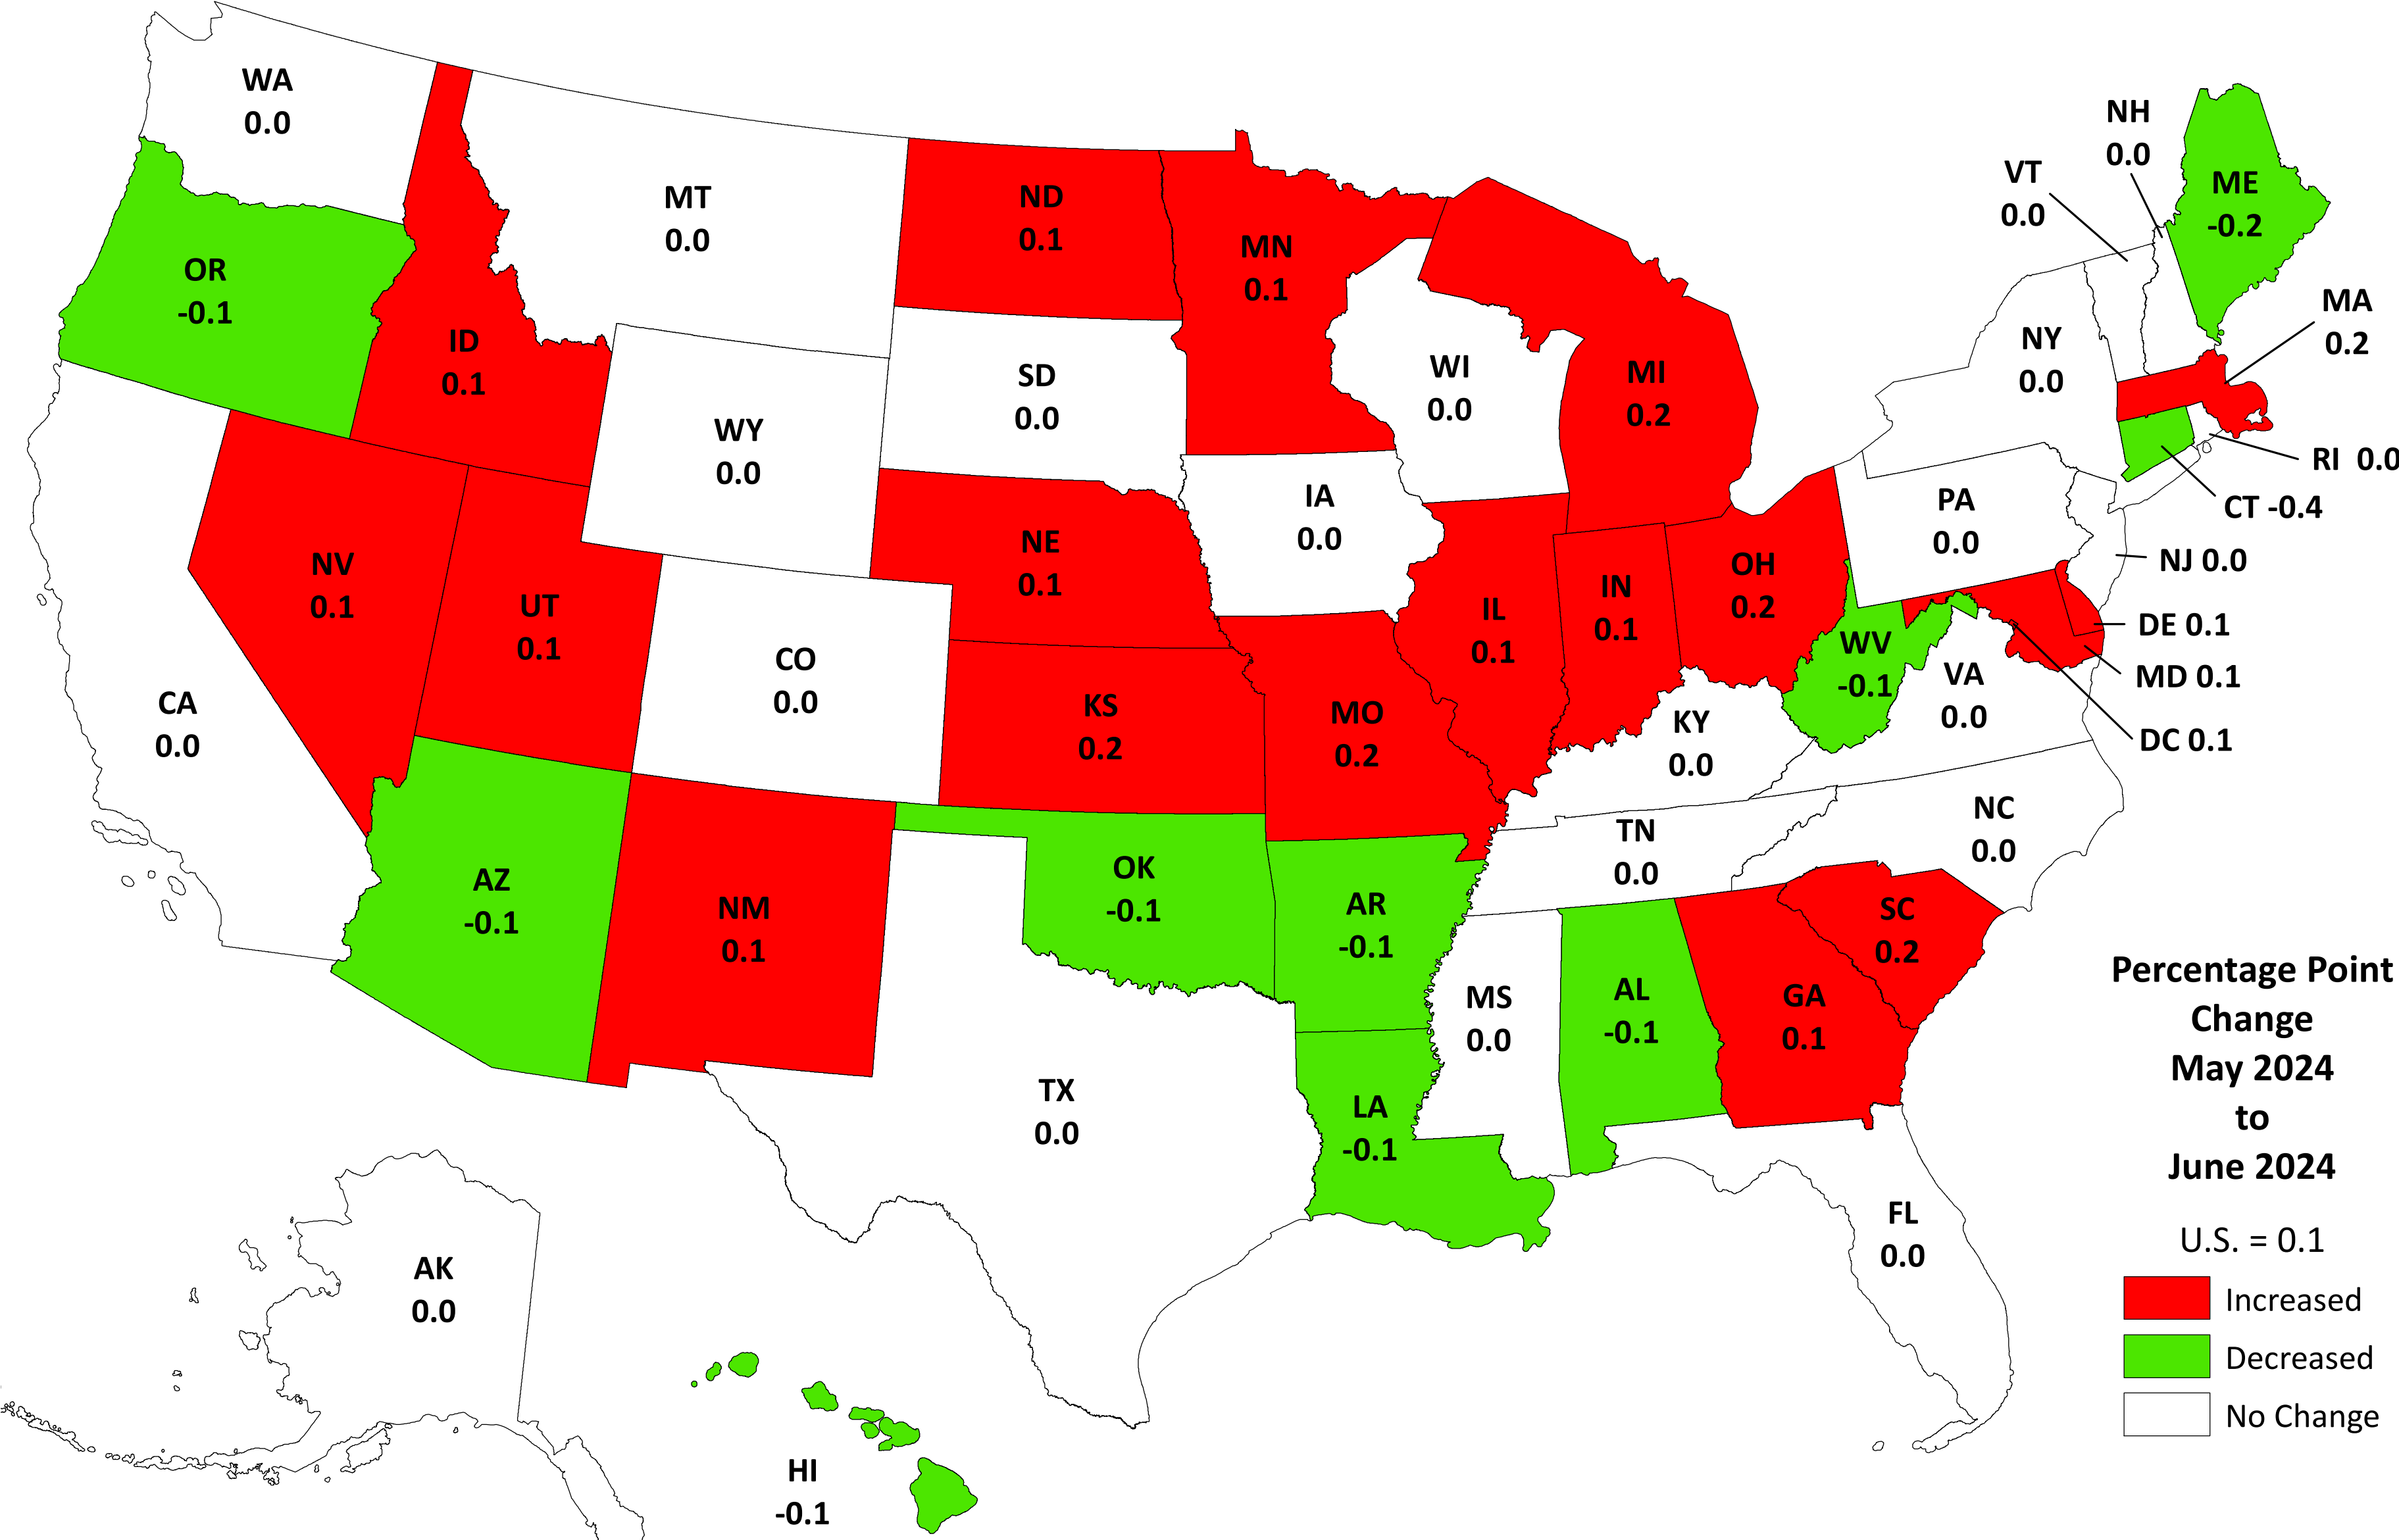 WA
0.0
OR
-0.1
ID
0.1
MT
0.0
ND
0.1
MN
0.1
SD
0.0
WY
0.0
WI
0.0
MI
0.2
NH
0.0
VT
0.0
ME
-0.2
MA
0.2
NY
0.0
RI 0.0
CT -0.4
PA
0.0
NJ 0.0
CA
0.0
NV
0.1
UT
0.1
CO
0.0
NE
0.1
IA
0.0
IL
0.1
IN
0.1
OH
0.2
WV
-0.1
VA
0.0
DE 0.1
MD 0.1
DC 0.1
KS
0.2
MO
0.2
KY
0.0
TN
0.0
NC
0.0
AZ
-0.1
NM
0.1
OK
-0.1
AR
-0.1
SC
0.2
MS
0.0
AL
-0.1
GA
0.1
TX
0.0
LA
-0.1
FL
0.0
AK
0.0
HI
-0.1
Percentage Point
Change
May 2024
to
June 2024
U.S. = 0.1
Increased
Decreased
No Change